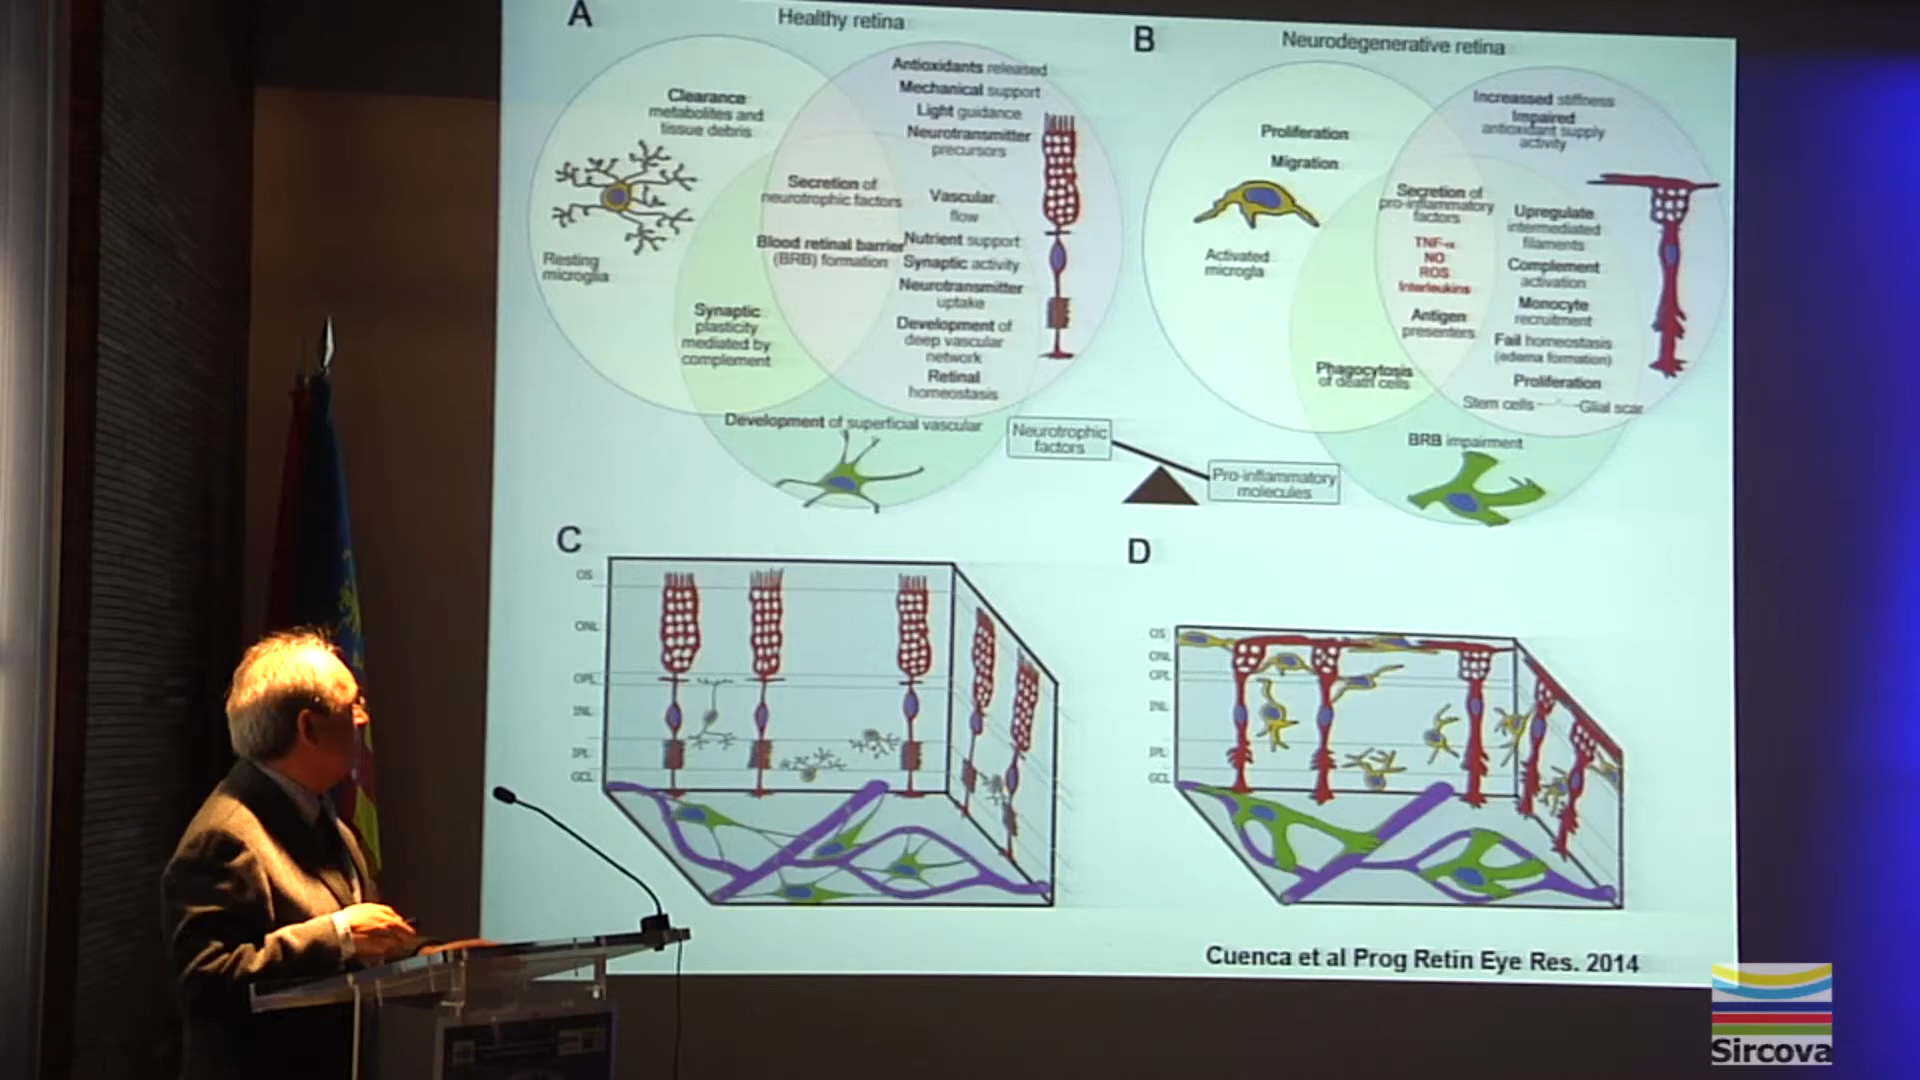 A
Healthy retina
Clearance
metabolites and
tissue debris
Resting
microglia
Antioxidants released
Mechanical support
Light guidance
Neurotransmitter
precursors
Secretion of
neurotrophic factors
Blood retinal barrier
(BRB) formation
Vascular
flow
Nutrient support
Synaptic activity
Neurotransmitter
uptake
Development of
deep vascular
network
Retinal
homeostasis
Synaptic
plasticity
mediated by
complement
Development of superficial vascular
Neurotrophic
factors
Pro-inflammatory
molecules
B
Neurodegenerative retina
Proliferation
Migration
Activated
microgla
Increassed stiffness
Impaired
antioxidant supply
activity
Secretion of
pro-inflammatory
factors
TNF-α
NO
ROS
Interleukins
Antigen
presenters
Upregulate
intermediated
filaments
Complement
activation
Monocyte
recruitment
Fail homeostasis
(edema formation)
Proliferation
Stem cells Glial scar
Phagocytosis
of death cells
BRB impairment
C
OS
ONL
OPL
INL
IPL
GCL
D
OS
ONL
OPL
INL
IPL
GCL
Cuenca et al Prog Retin Eye Res. 2014
Sircova